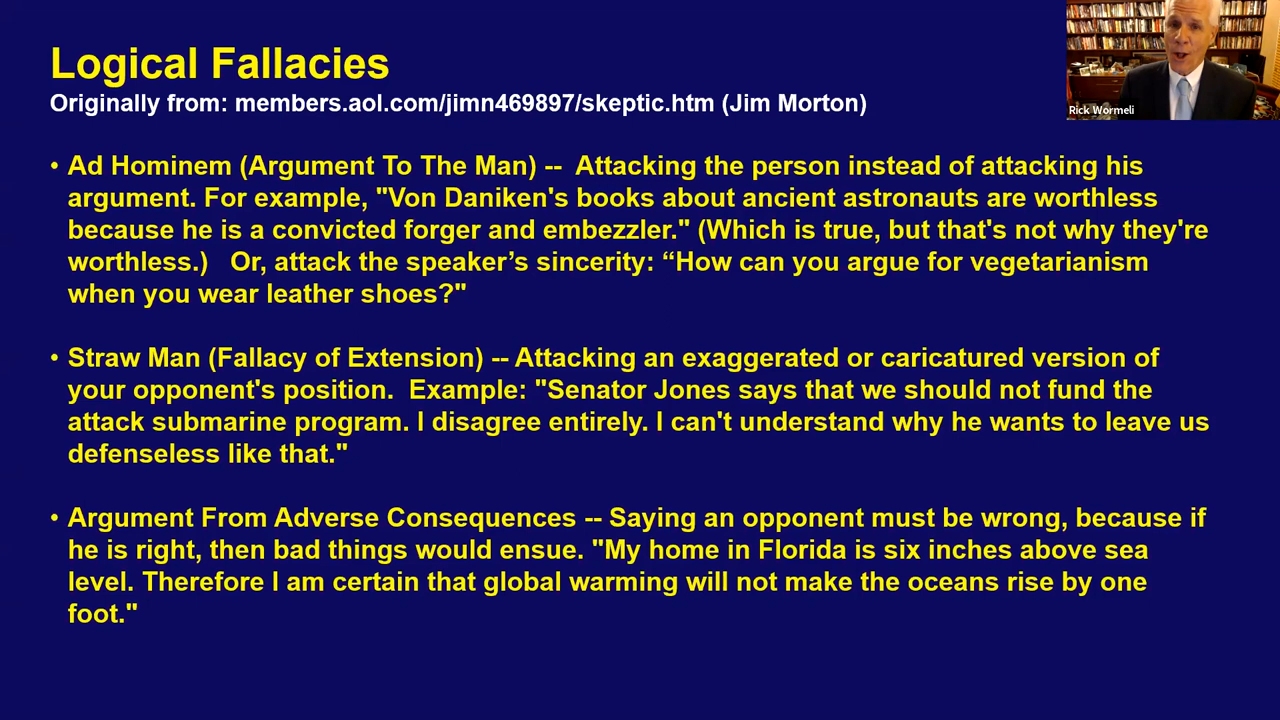 Logical Fallacies
Originally from: members.aol.com/jimn469897/skeptic.htm (Jim Morton)
Rick Wormeli
• Ad Hominem (Argument To The Man) -- Attacking the person instead of attacking his
argument. For example, "Von Daniken's books about ancient astronauts are worthless
because he is a convicted forger and embezzler." (Which is true, but that's not why they're
worthless.) Or, attack the speaker’s sincerity: “How can you argue for vegetarianism
when you wear leather shoes?"
• Straw Man (Fallacy of Extension) -- Attacking an exaggerated or caricatured version of
your opponent's position. Example: "Senator Jones says that we should not fund the
attack submarine program. I disagree entirely. I can't understand why he wants to leave us
defenseless like that."
• Argument From Adverse Consequences -- Saying an opponent must be wrong, because if
he is right, then bad things would ensue. "My home in Florida is six inches above sea
level. Therefore I am certain that global warming will not make the oceans rise by one
foot."